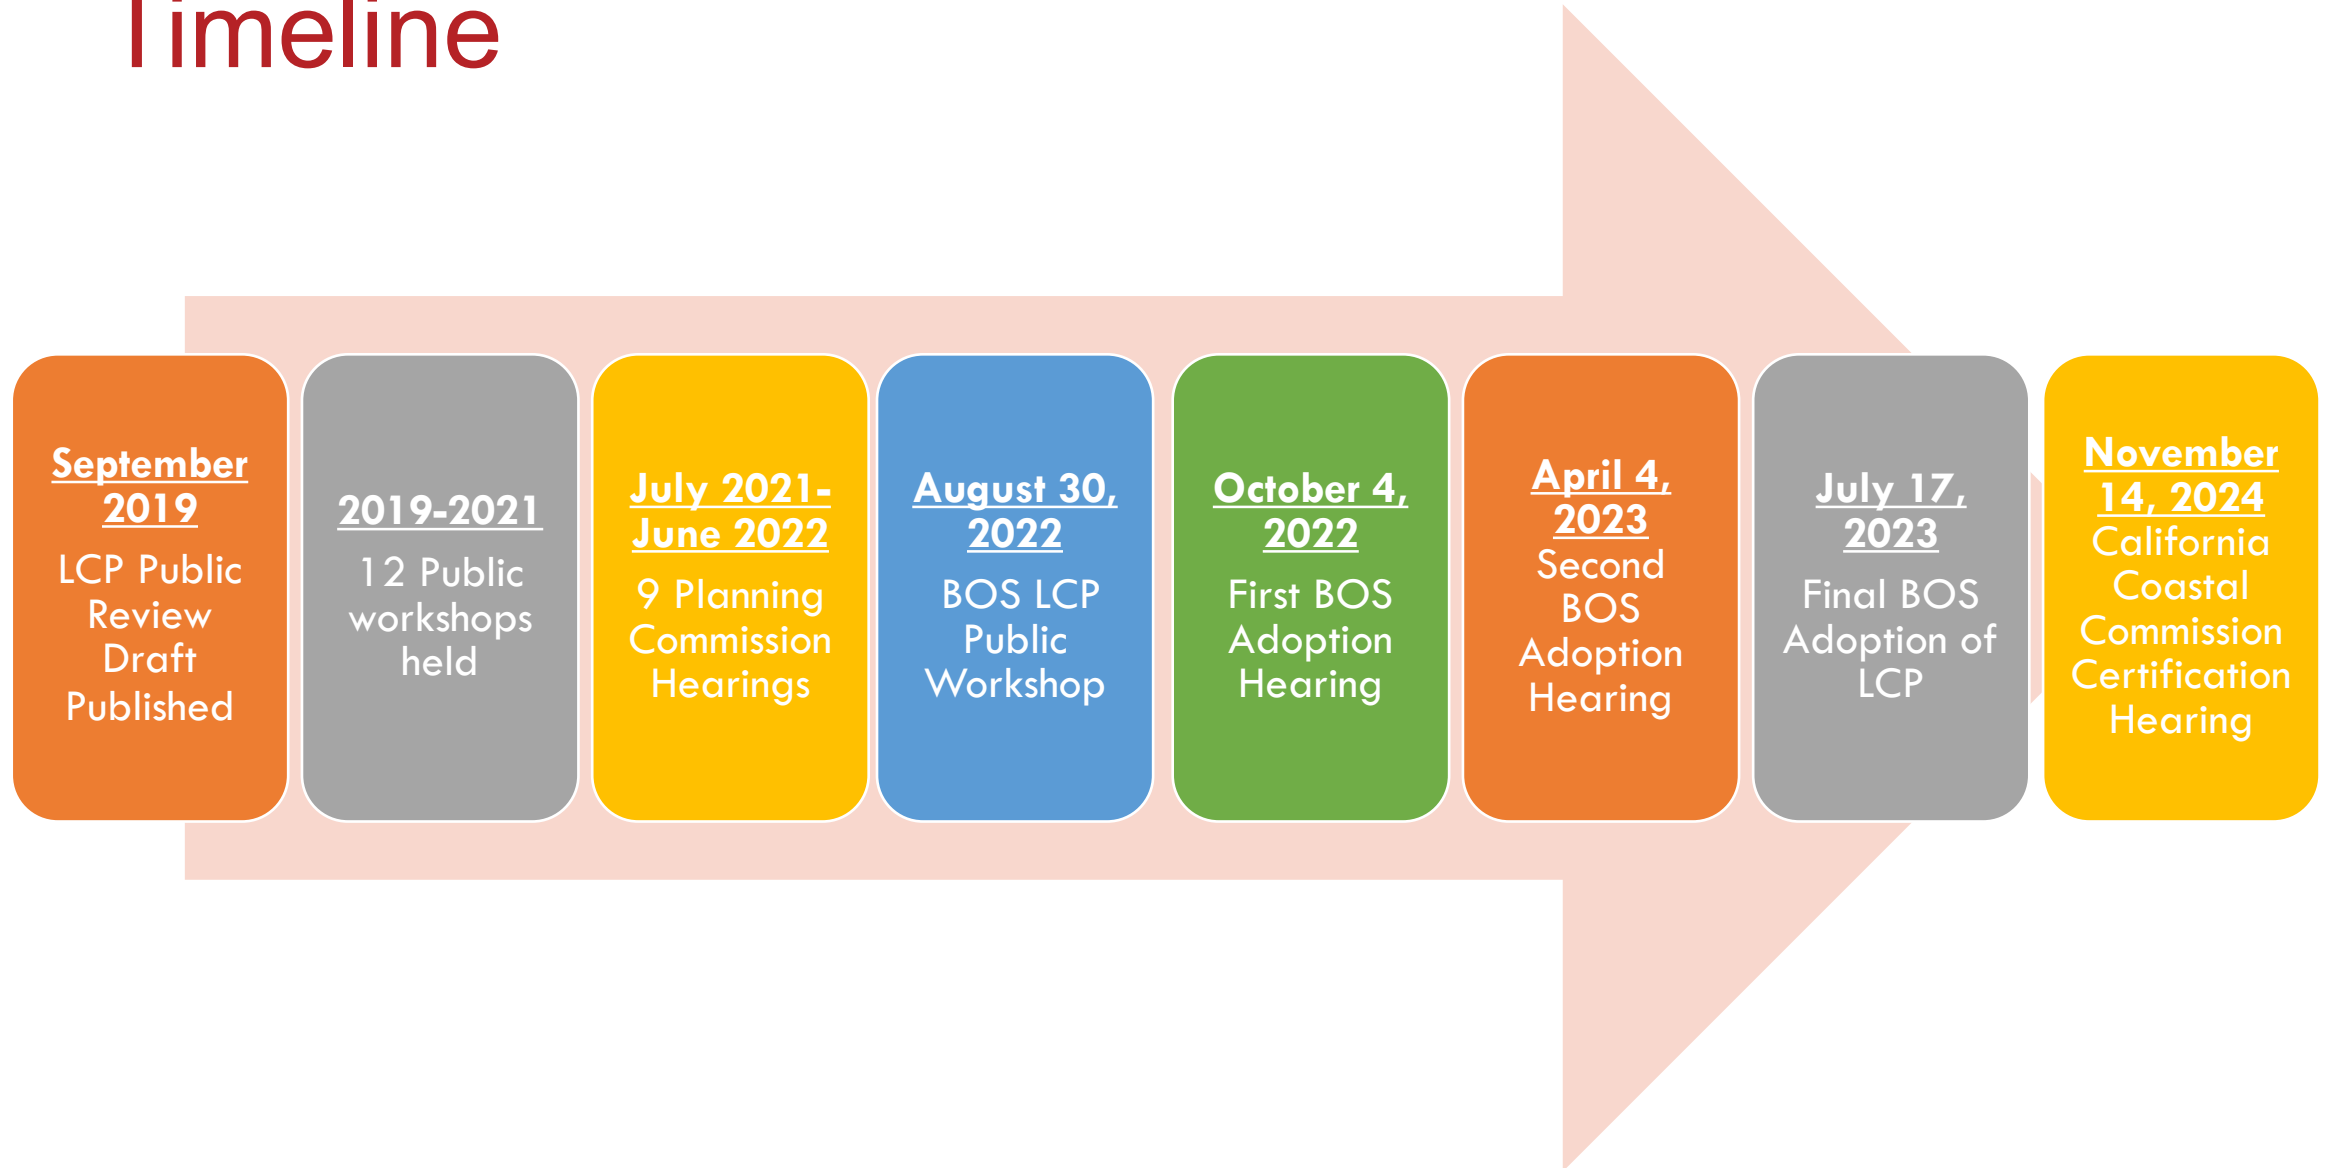 Timeline
September
2019
LCP Public
Review
Draft
Published
2019-2021
12 Public
workshops
held
July 2021-
June 2022
9 Planning
Commission
Hearings
August 30,
2022
BOS LCP
Public
Workshop
October 4,
2022
First BOS
Adoption
Hearing
April 4,
2023
Second
BOS
Adoption
Hearing
July 17,
2023
Final BOS
Adoption of
LCP
November
14, 2024
California
Coastal
Commission
Certification
Hearing